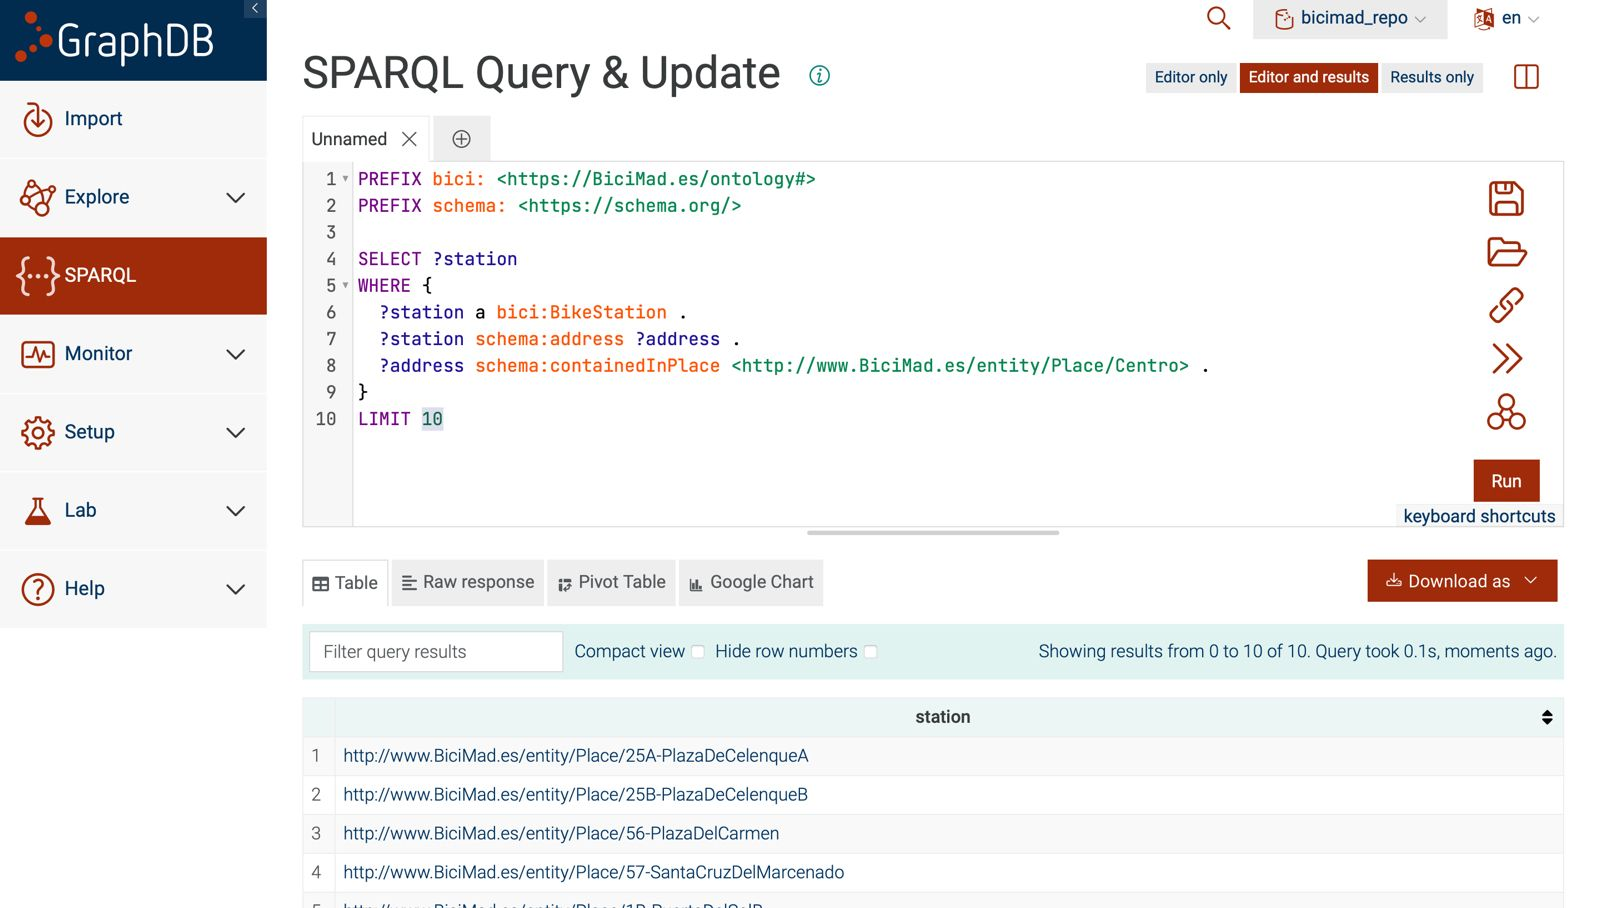 GraphDB
bicimad_repo
en
SPARQL Query & Update
Editor only
Editor and results
Results only
Import
Explore
SPARQL
Monitor
Setup
Lab
Help
Unnamed
1 PREFIX bici: <https://BiciMad.es/ontology#>
2 PREFIX schema: <https://schema.org/>
3
4 SELECT ?station
5 WHERE {
6 ?station a bici:BikeStation .
7 ?station schema:address ?address .
8 ?address schema:containedInPlace <http://www.BiciMad.es/entity/Place/Centro> .
9 }
10 LIMIT 10
Run
keyboard shortcuts
Table
Raw response
Pivot Table
Google Chart
Download as
Filter query results
Compact view
Hide row numbers
Showing results from 0 to 10 of 10. Query took 0.1s, moments ago.
station
1 http://www.BiciMad.es/entity/Place/25A-PlazaDeCelenqueA
2 http://www.BiciMad.es/entity/Place/25B-PlazaDeCelenqueB
3 http://www.BiciMad.es/entity/Place/56-PlazaDelCarmen
4 http://www.BiciMad.es/entity/Place/57-SantaCruzDelMarcenado